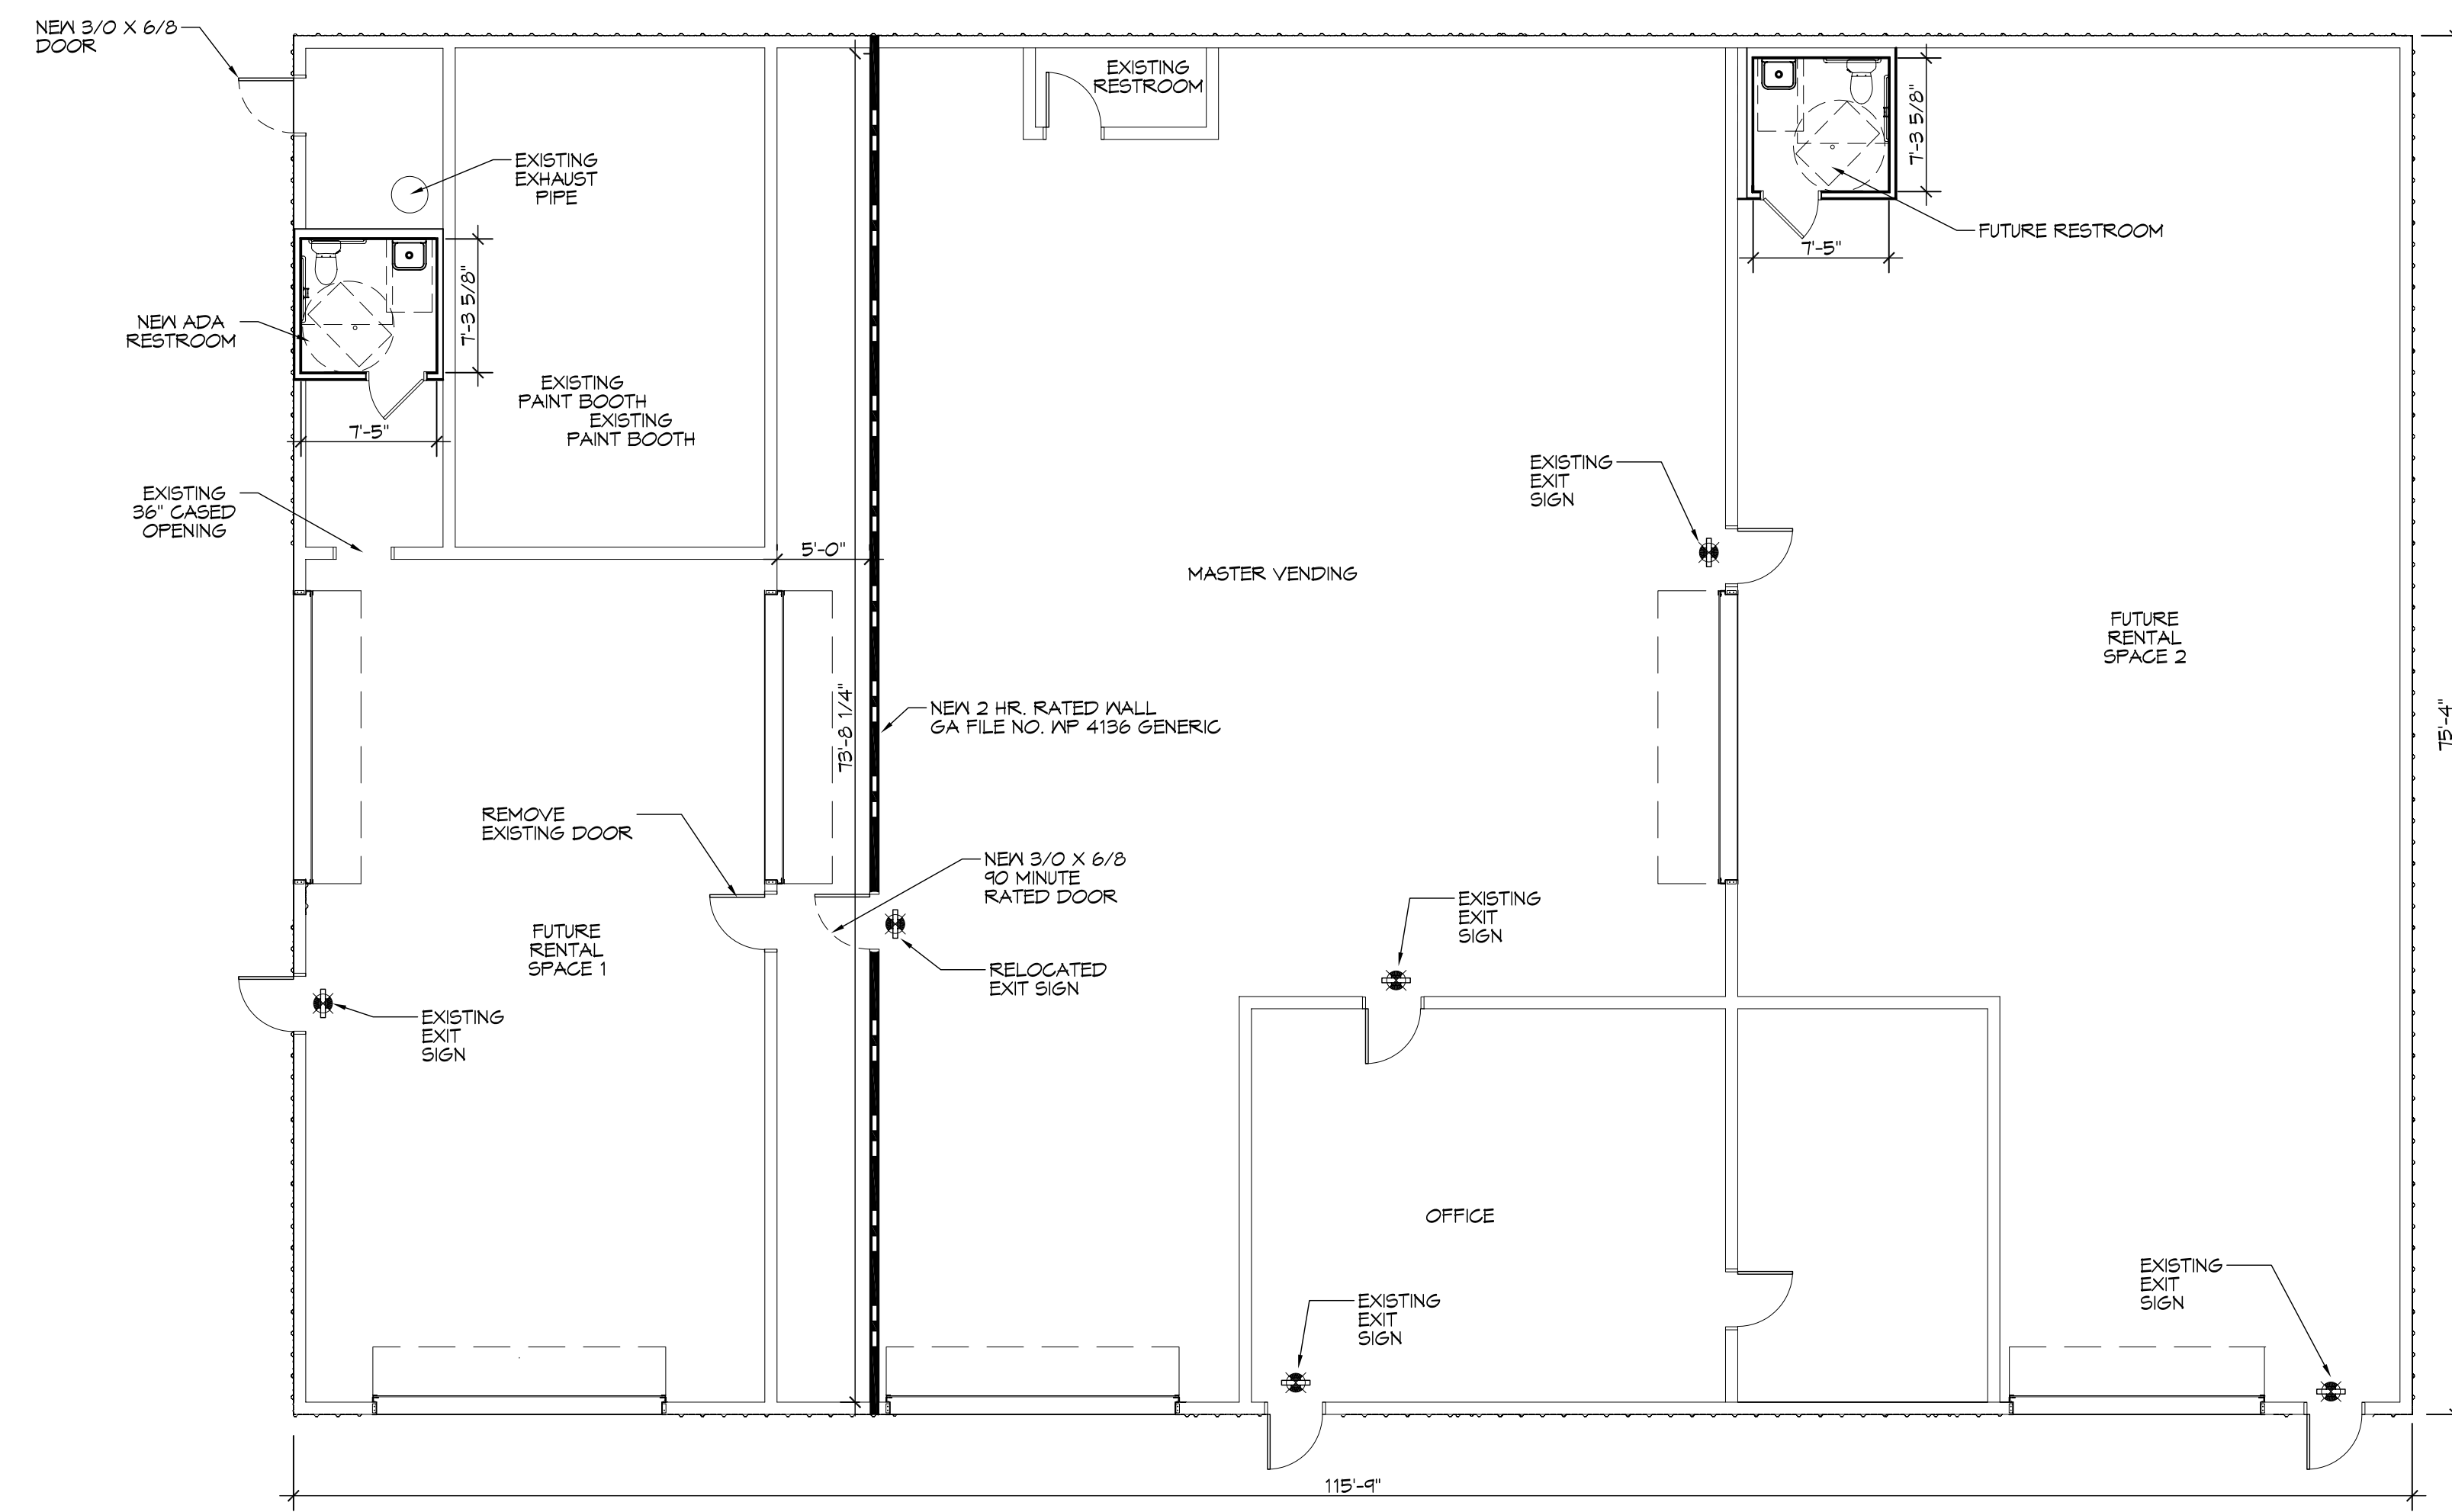 NEW 3/0 X 6/8
DOOR
EXISTING
RESTROOM
7'-3 5/8"
EXISTING
EXHAUST
PIPE
FUTURE RESTROOM
7'-5"
7'-3 5/8"
NEW ADA
RESTROOM
EXISTING
PAINT BOOTH
EXISTING
PAINT BOOTH
7'-5"
EXISTING
EXIT
SIGN
EXISTING
36" CASED
OPENING
5'-0"
MASTER VENDING
FUTURE
RENTAL
SPACE 2
NEW 2 HR. RATED WALL
GA FILE NO. WP 4136 GENERIC
73'-8 1/4"
75'-4"
REMOVE
EXISTING DOOR
NEW 3/0 X 6/8
90 MINUTE
RATED DOOR
EXISTING
EXIT
SIGN
FUTURE
RENTAL
SPACE 1
RELOCATED
EXIT SIGN
EXISTING
EXIT
SIGN
OFFICE
EXISTING
EXIT
SIGN
EXISTING
EXIT
SIGN
115'-9"